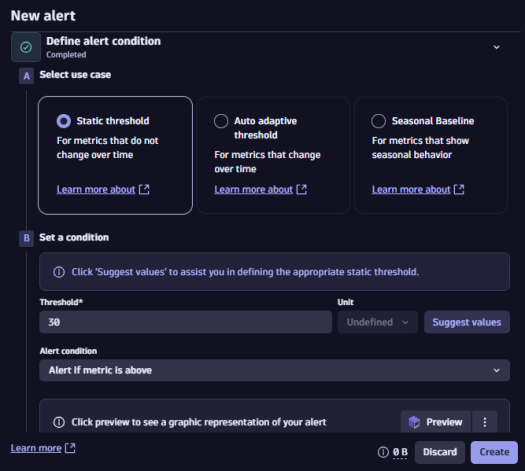 New alert
Define alert condition
Completed
A Select use case
Static threshold
For metrics that do not
change over time
Learn more about
Auto adaptive
threshold
For metrics that change
over time
Learn more about
Seasonal Baseline
For metrics that show
seasonal behavior
Learn more about
B Set a condition
Click 'Suggest values' to assist you in defining the appropriate static threshold.
Threshold*
30
Unit
Undefined
Suggest values
Alert condition
Alert if metric is above
Click preview to see a graphic representation of your alert
Preview
Learn more
0 B
Discard
Create